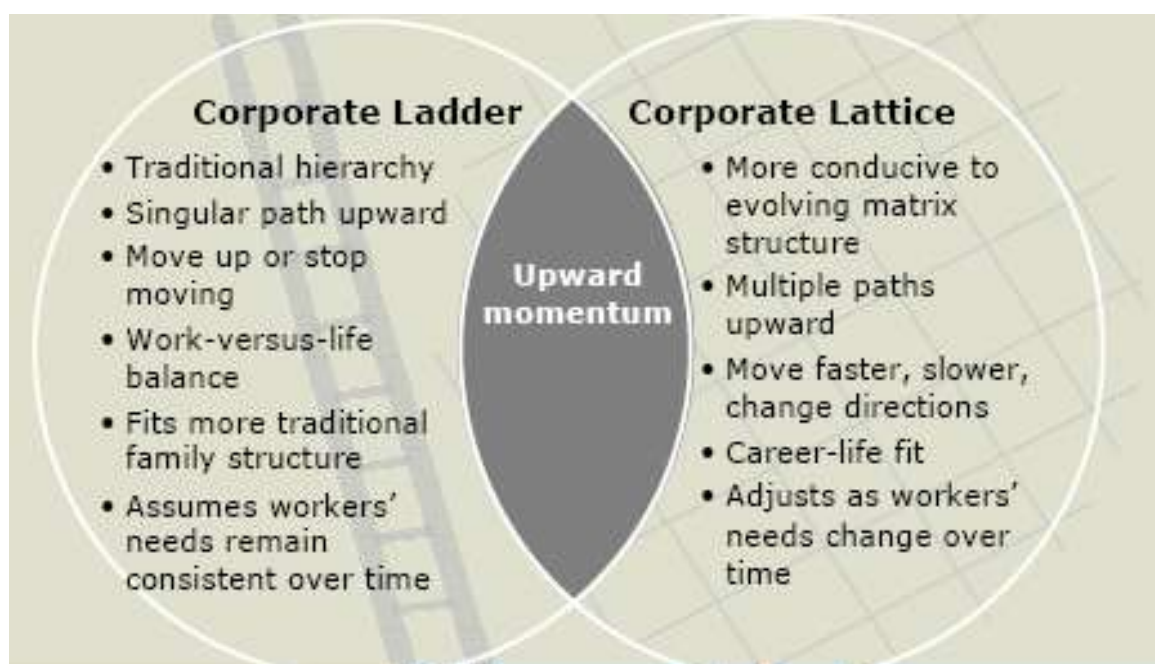 Corporate Ladder
• Traditional hierarchy
• Singular path upward
• Move up or stop
moving
• Work-versus-life
balance
• Fits more traditional
family structure
• Assumes workers’
needs remain
consistent over time
Upward
momentum
Corporate Lattice
• More conducive to
evolving matrix
structure
• Multiple paths
upward
• Move faster, slower,
change directions
• Career-life fit
• Adjusts as workers’
needs change over
time